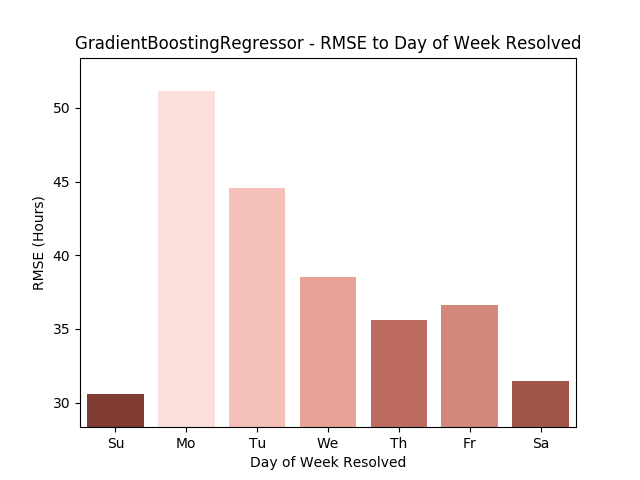 GradientBoostingRegressor - RMSE to Day of Week Resolved
50
45
40
35
30
RMSE (Hours)
Su Mo Tu We Th Fr Sa
Day of Week Resolved